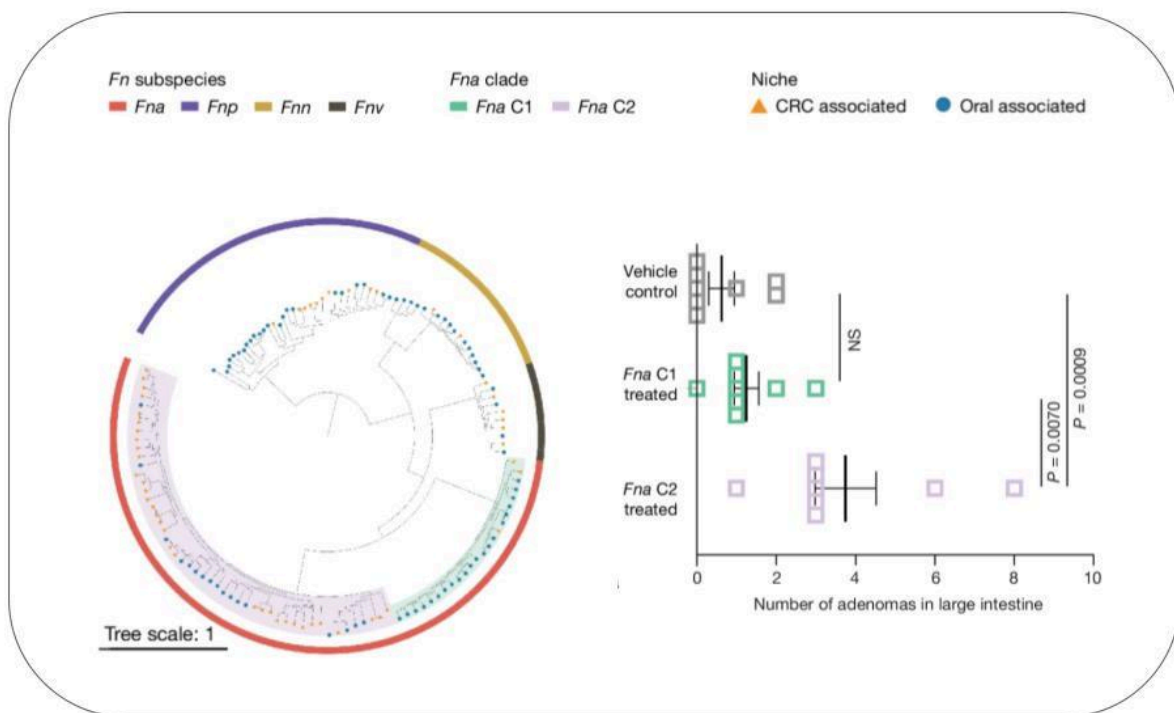 Fn subspecies
Fna Fnp Fnn Fnv
Fna clade
Fna C1 Fna C2
Niche
CRC associated Oral associated
Tree scale: 1
Vehicle
control
Fna C1
treated
Fna C2
treated
NS
P = 0.0070
P = 0.0009
0 2 4 6 8 10
Number of adenomas in large intestine